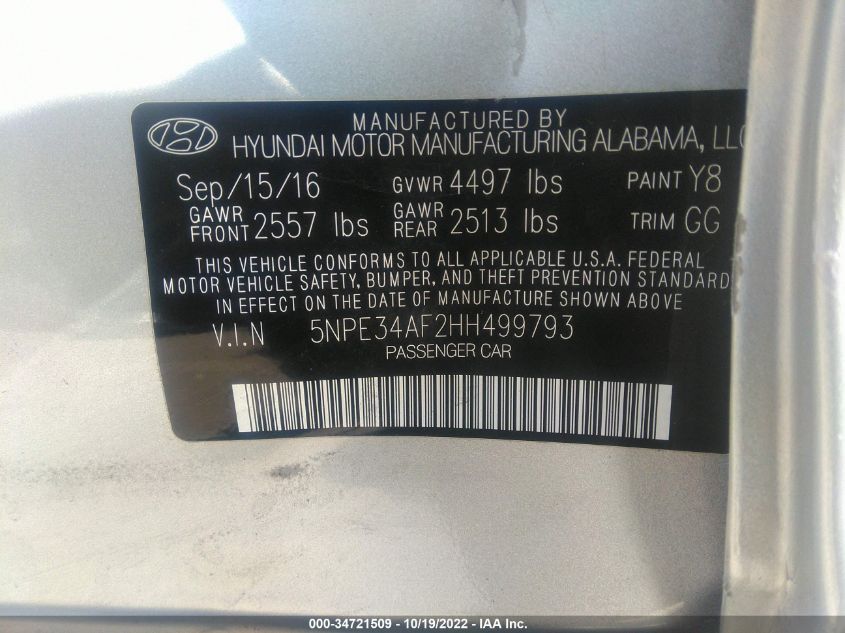 MANUFACTURED BY
HYUNDAI MOTOR MANUFACTURING ALABAMA, LLC
Sep/15/16 GVWR 4497 lbs PAINT Y8
GAWR FRONT 2557 lbs GAWR REAR 2513 lbs TRIM GG
THIS VEHICLE CONFORMS TO ALL APPLICABLE U.S.A. FEDERAL
MOTOR VEHICLE SAFETY, BUMPER, AND THEFT PREVENTION STANDARD
IN EFFECT ON THE DATE OF MANUFACTURE SHOWN ABOVE
V.I.N 5NPE34AF2HH499793
PASSENGER CAR
000-34721509 - 10/19/2022 - IAA Inc.